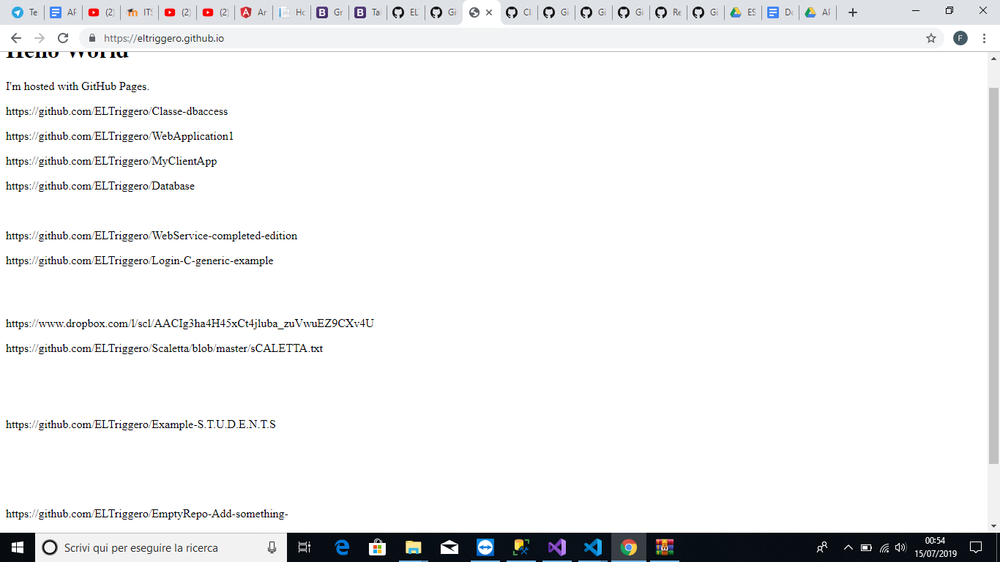 Te
AF
(2)
ITS
(2)
(2)
Ar
Ho
Gr
Ta
EL
Gi
Cl
Gi
Gi
Gi
Re
Gi
ES
Do
AF
https://eltriggero.github.io
F
Hello World
I'm hosted with GitHub Pages.
https://github.com/ELTriggero/Classe-dbaccess
https://github.com/ELTriggero/WebApplication1
https://github.com/ELTriggero/MyClientApp
https://github.com/ELTriggero/Database
https://github.com/ELTriggero/WebService-completed-edition
https://github.com/ELTriggero/Login-C-generic-example
https://www.dropbox.com/l/scl/AACIg3ha4H45xCt4jluba_zuVwuEZ9CXv4U
https://github.com/ELTriggero/Scaletta/blob/master/sCALETTA.txt
https://github.com/ELTriggero/Example-S.T.U.D.E.N.T.S
https://github.com/ELTriggero/EmptyRepo-Add-something-
Scrivi qui per eseguire la ricerca
00:54
15/07/2019